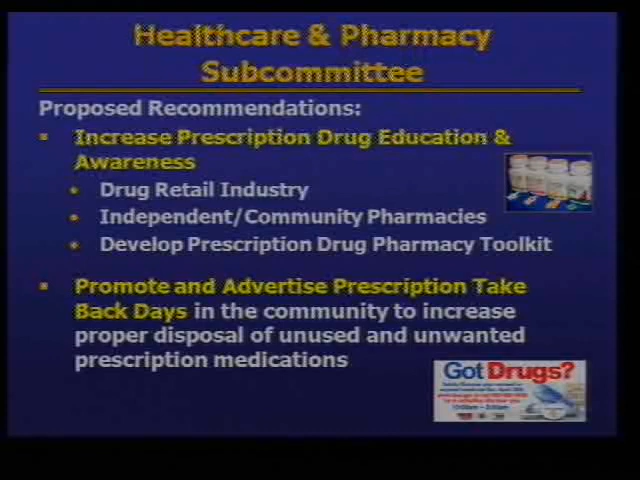 Healthcare & Pharmacy
Subcommittee
Proposed Recommendations:
▪ Increase Prescription Drug Education &
Awareness
• Drug Retail Industry
• Independent/Community Pharmacies
• Develop Prescription Drug Pharmacy Toolkit
▪ Promote and Advertise Prescription Take
Back Days in the community to increase
proper disposal of unused and unwanted
prescription medications
Got Drugs?